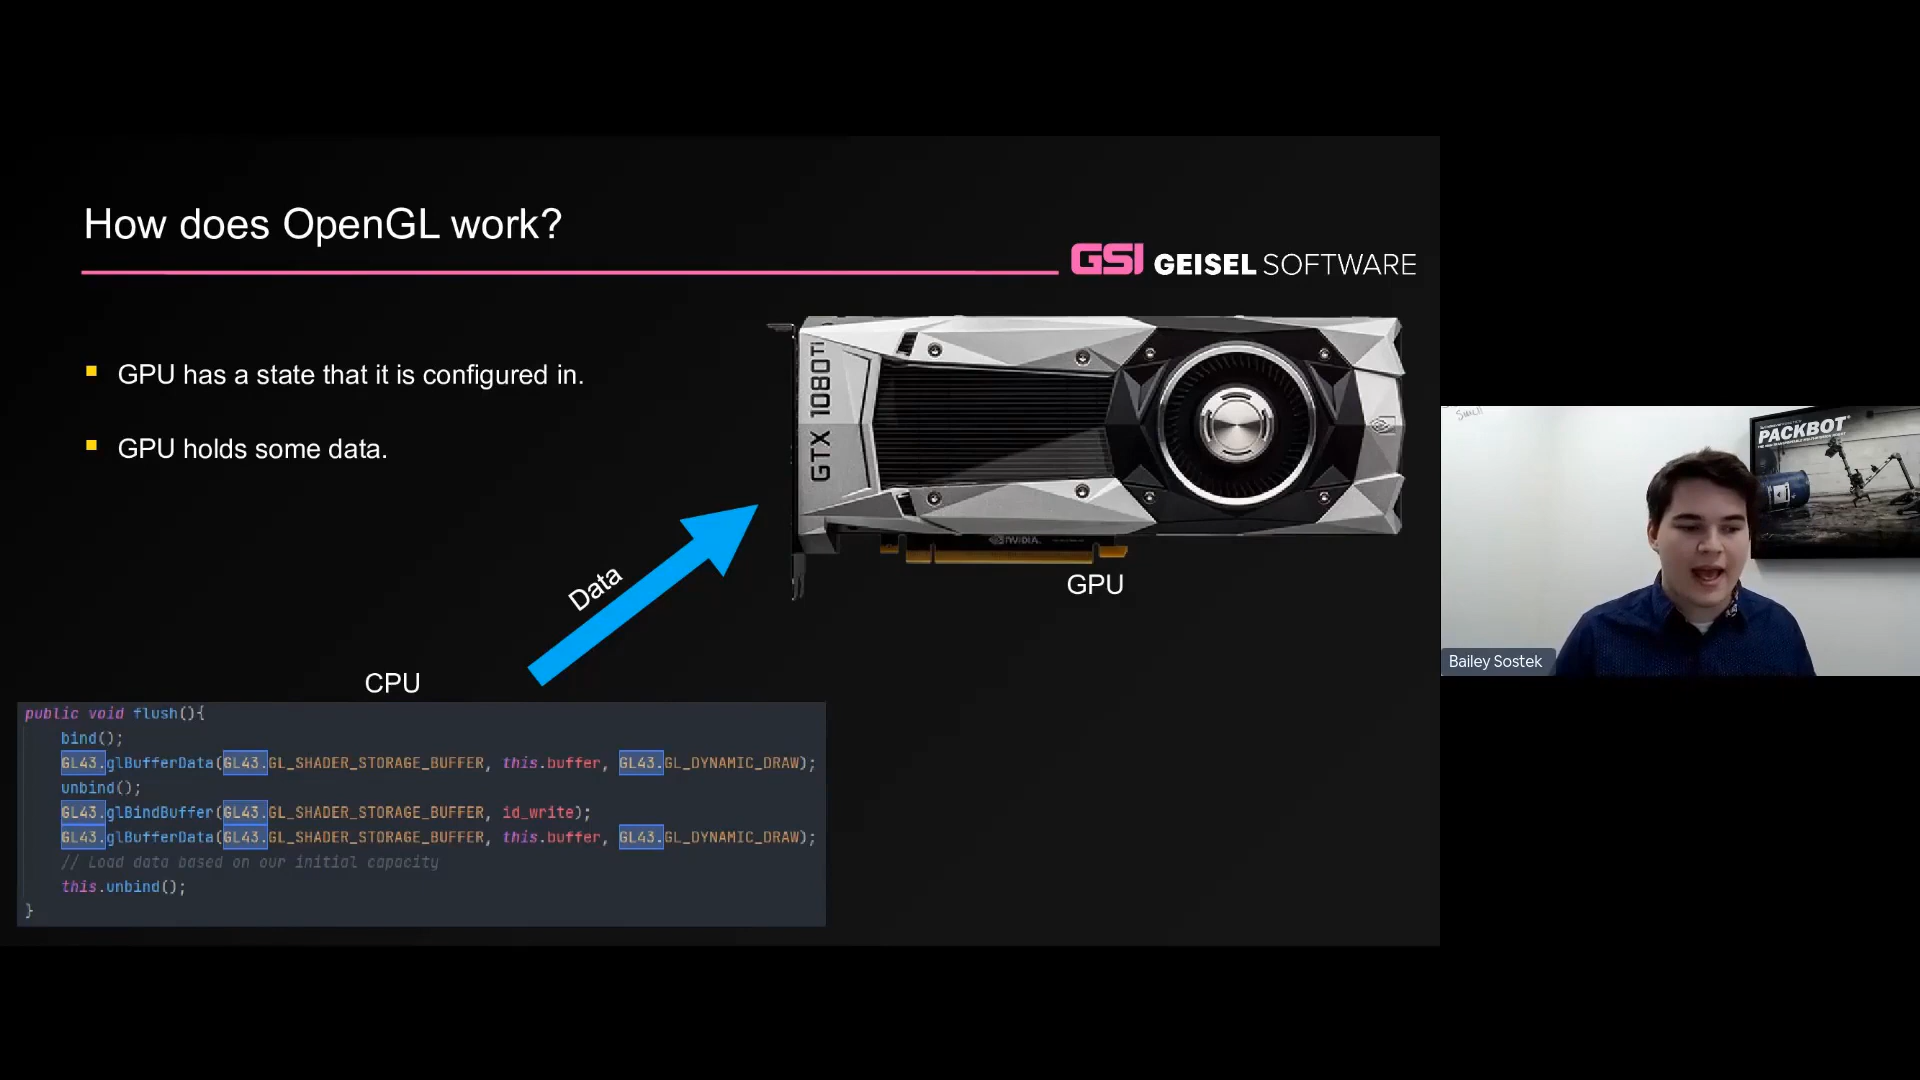 How does OpenGL work?
GSI GEISEL SOFTWARE
GPU has a state that it is configured in.
GPU holds some data.
GTX 1080 Ti
NVIDIA
GPU
Data
CPU
public void flush(){
bind();
GL43.glBufferData(GL43.GL_SHADER_STORAGE_BUFFER, this.buffer, GL43.GL_DYNAMIC_DRAW);
unbind();
GL43.glBindBuffer(GL43.GL_SHADER_STORAGE_BUFFER, id_write);
GL43.glBufferData(GL43.GL_SHADER_STORAGE_BUFFER, this.buffer, GL43.GL_DYNAMIC_DRAW);
// Load data based on our initial capacity
this.unbind();
}
PACKBOT
Bailey Sostek